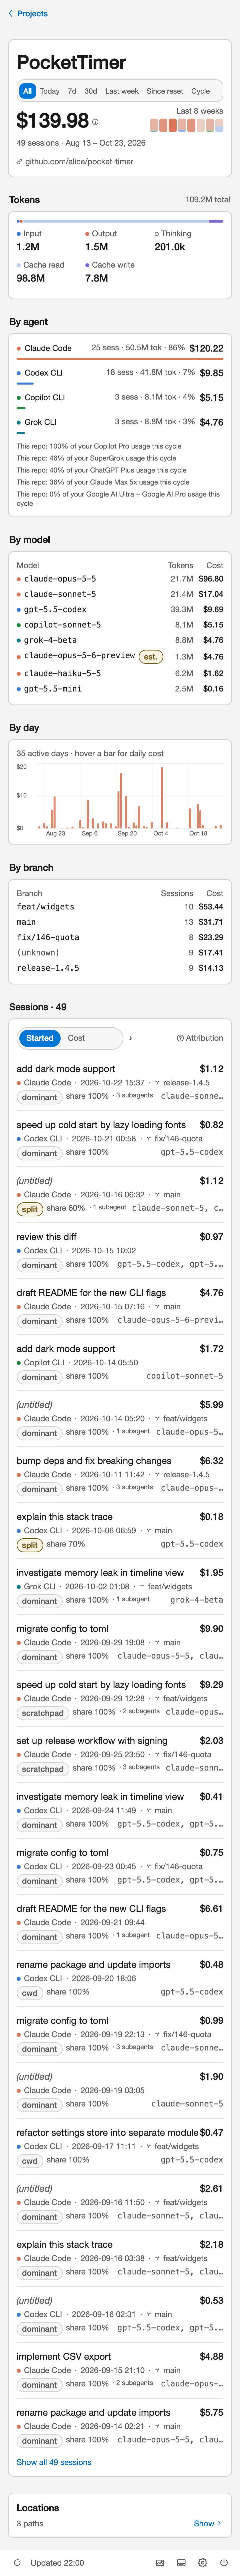 Projects
PocketTimer
All Today 7d 30d Last week Since reset Cycle
$139.98
Last 8 weeks
49 sessions · Aug 13 – Oct 23, 2026
github.com/alice/pocket-timer
Tokens 109.2M total
Input Output Thinking
1.2M 1.5M 201.0k
Cache read Cache write
98.8M 7.8M
By agent
Claude Code 25 sess · 50.5M tok · 86% $120.22
Codex CLI 18 sess · 41.8M tok · 7% $9.85
Copilot CLI 3 sess · 8.1M tok · 4% $5.15
Grok CLI 3 sess · 8.8M tok · 3% $4.76
This repo: 100% of your Copilot Pro usage this cycle
This repo: 46% of your SuperGrok usage this cycle
This repo: 40% of your ChatGPT Plus usage this cycle
This repo: 36% of your Claude Max 5x usage this cycle
This repo: 0% of your Google AI Ultra + Google AI Pro usage this
cycle
By model
Model Tokens Cost
claude-opus-5-5 21.7M $96.80
claude-sonnet-5 21.4M $17.04
gpt-5.5-codex 39.3M $9.69
copilot-sonnet-5 8.1M $5.15
grok-4-beta 8.8M $4.76
claude-opus-5-6-preview est. 1.3M $4.76
claude-haiku-5-5 6.2M $1.62
gpt-5.5-mini 2.5M $0.16
By day
35 active days · hover a bar for daily cost
$20
$10
$0
Aug 23 Sep 6 Sep 20 Oct 4 Oct 18
By branch
Branch Sessions Cost
feat/widgets 10 $53.44
main 13 $31.71
fix/146-quota 8 $23.29
(unknown) 9 $17.41
release-1.4.5 9 $14.13
Sessions · 49
Started Cost ↓ Attribution
add dark mode support $1.12
Claude Code · 2026-10-22 15:37 · release-1.4.5
dominant share 100% · 3 subagents claude-sonne…
speed up cold start by lazy loading fonts $0.82
Codex CLI · 2026-10-21 00:58 · fix/146-quota
dominant share 100% gpt-5.5-codex
(untitled) $1.12
Claude Code · 2026-10-16 06:32 · main
split share 60% · 1 subagent claude-sonnet-5, c…
review this diff $0.97
Codex CLI · 2026-10-15 10:02
dominant share 100% gpt-5.5-codex, gpt-5.…
draft README for the new CLI flags $4.76
Claude Code · 2026-10-15 07:16 · main
dominant share 100% claude-opus-5-6-previ…
add dark mode support $1.72
Copilot CLI · 2026-10-14 05:50
dominant share 100% copilot-sonnet-5
(untitled) $5.99
Claude Code · 2026-10-14 05:20 · feat/widgets
dominant share 100% · 1 subagent claude-opus-5…
bump deps and fix breaking changes $6.32
Claude Code · 2026-10-11 11:42 · release-1.4.5
dominant share 100% · 3 subagents claude-opus-…
explain this stack trace $0.18
Codex CLI · 2026-10-06 06:59 · main
split share 70% gpt-5.5-codex
investigate memory leak in timeline view $1.95
Grok CLI · 2026-10-02 01:08 · feat/widgets
dominant share 100% · 1 subagent grok-4-beta
migrate config to toml $9.90
Claude Code · 2026-09-29 19:08 · main
dominant share 100% claude-opus-5-5, clau…
speed up cold start by lazy loading fonts $9.29
Claude Code · 2026-09-29 12:28 · feat/widgets
scratchpad share 100% · 2 subagents claude-opus…
set up release workflow with signing $2.03
Claude Code · 2026-09-25 23:50 · fix/146-quota
scratchpad share 100% · 3 subagents claude-sonn…
investigate memory leak in timeline view $0.41
Codex CLI · 2026-09-24 11:49 · main
dominant share 100% gpt-5.5-codex, gpt-5.…
migrate config to toml $0.75
Codex CLI · 2026-09-23 00:45 · fix/146-quota
dominant share 100% gpt-5.5-codex, gpt-5.…
draft README for the new CLI flags $6.61
Claude Code · 2026-09-21 09:44
dominant share 100% · 1 subagent claude-opus-5…
rename package and update imports $0.48
Codex CLI · 2026-09-20 18:06
cwd share 100% gpt-5.5-codex
migrate config to toml $0.99
Claude Code · 2026-09-19 22:13 · fix/146-quota
dominant share 100% · 3 subagents claude-sonne…
(untitled) $1.90
Claude Code · 2026-09-19 03:05
dominant share 100% claude-sonnet-5
refactor settings store into separate module $0.47
Codex CLI · 2026-09-17 11:11 · feat/widgets
cwd share 100% gpt-5.5-codex
(untitled) $2.61
Claude Code · 2026-09-16 11:50 · feat/widgets
dominant share 100% claude-sonnet-5, clau…
explain this stack trace $2.18
Claude Code · 2026-09-16 03:38 · feat/widgets
dominant share 100% claude-sonnet-5, clau…
(untitled) $0.53
Codex CLI · 2026-09-16 02:31 · main
dominant share 100% gpt-5.5-codex, gpt-5.…
implement CSV export $4.88
Claude Code · 2026-09-15 21:10 · main
dominant share 100% · 2 subagents claude-opus-…
rename package and update imports $5.75
Claude Code · 2026-09-14 02:21 · main
dominant share 100% claude-opus-5-5, clau…
Show all 49 sessions
Locations
3 paths Show
Updated 22:00